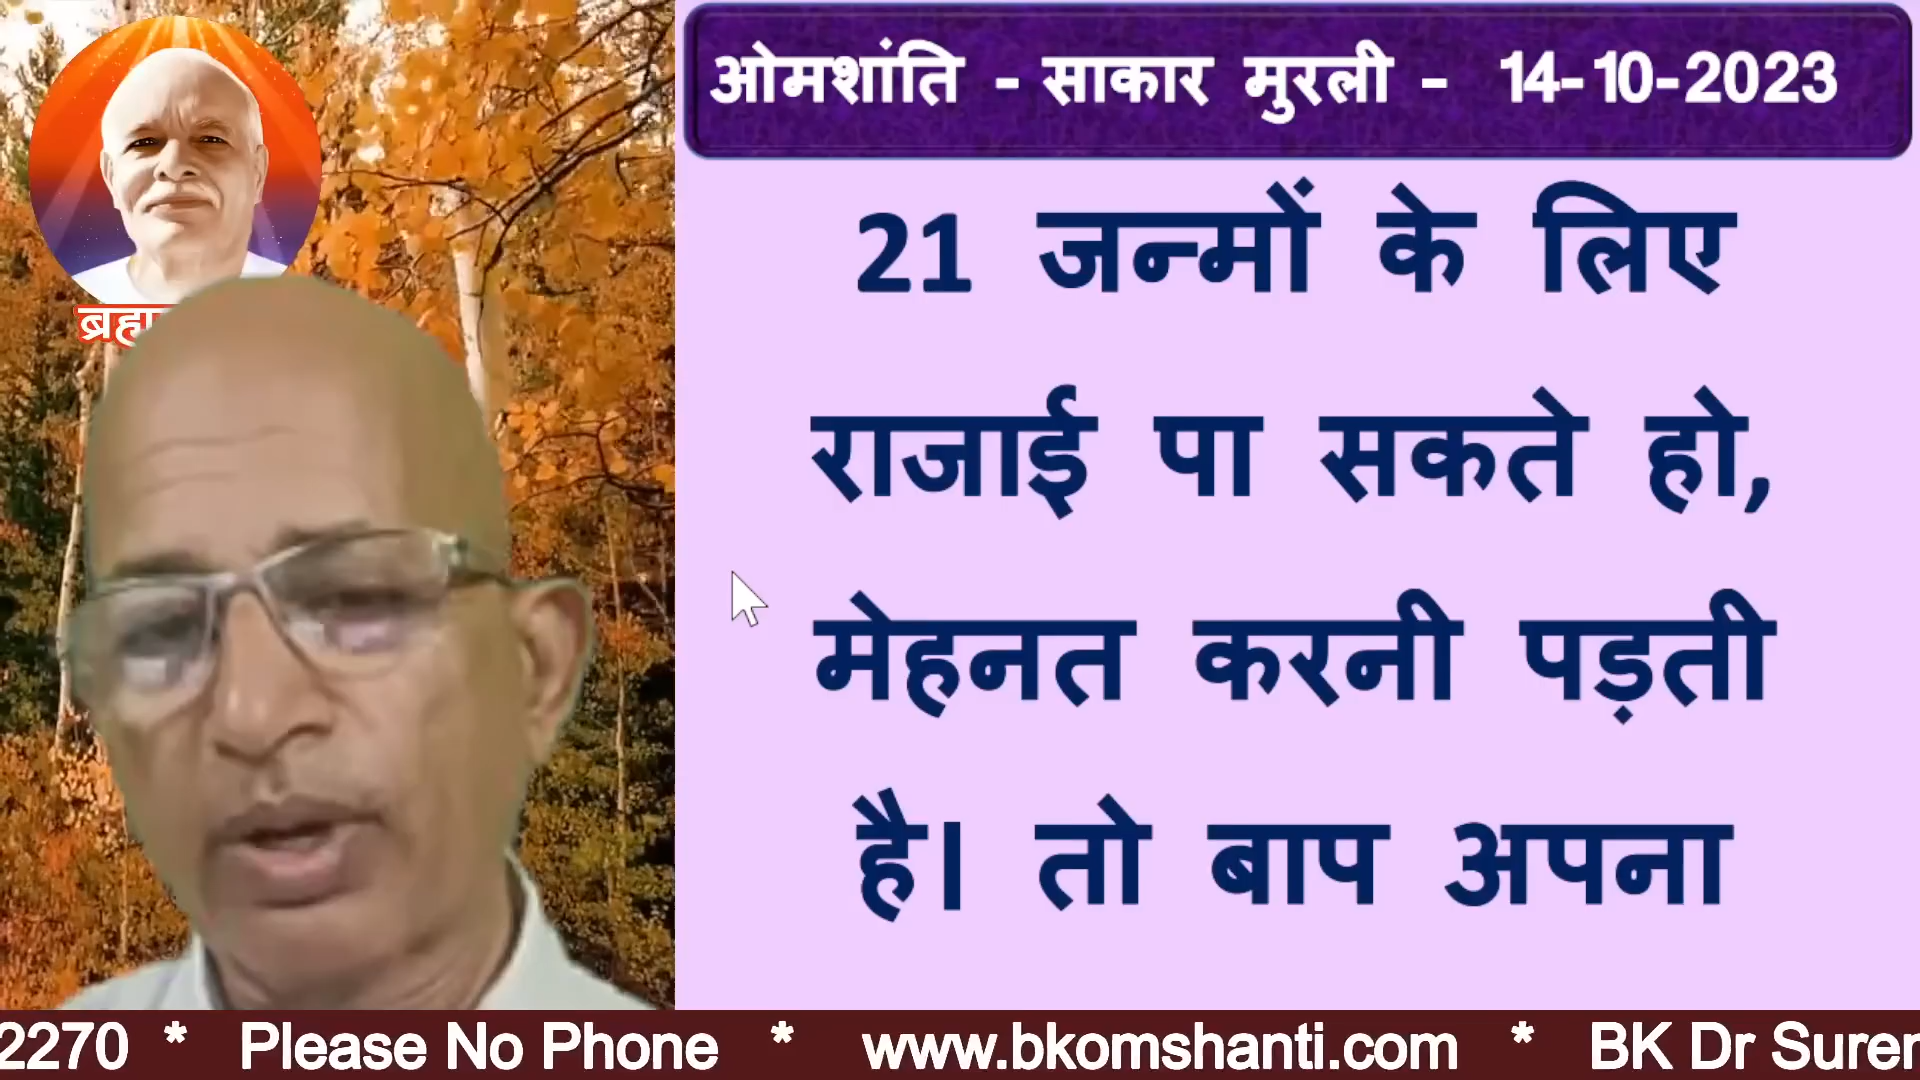 ओमशांति - साकार मुरली - 14-10-2023
21 जन्मों के लिए
राजाई पा सकते हो,
मेहनत करनी पड़ती
है। तो बाप अपना
2270 * Please No Phone * www.bkomshanti.com * BK Dr Suren